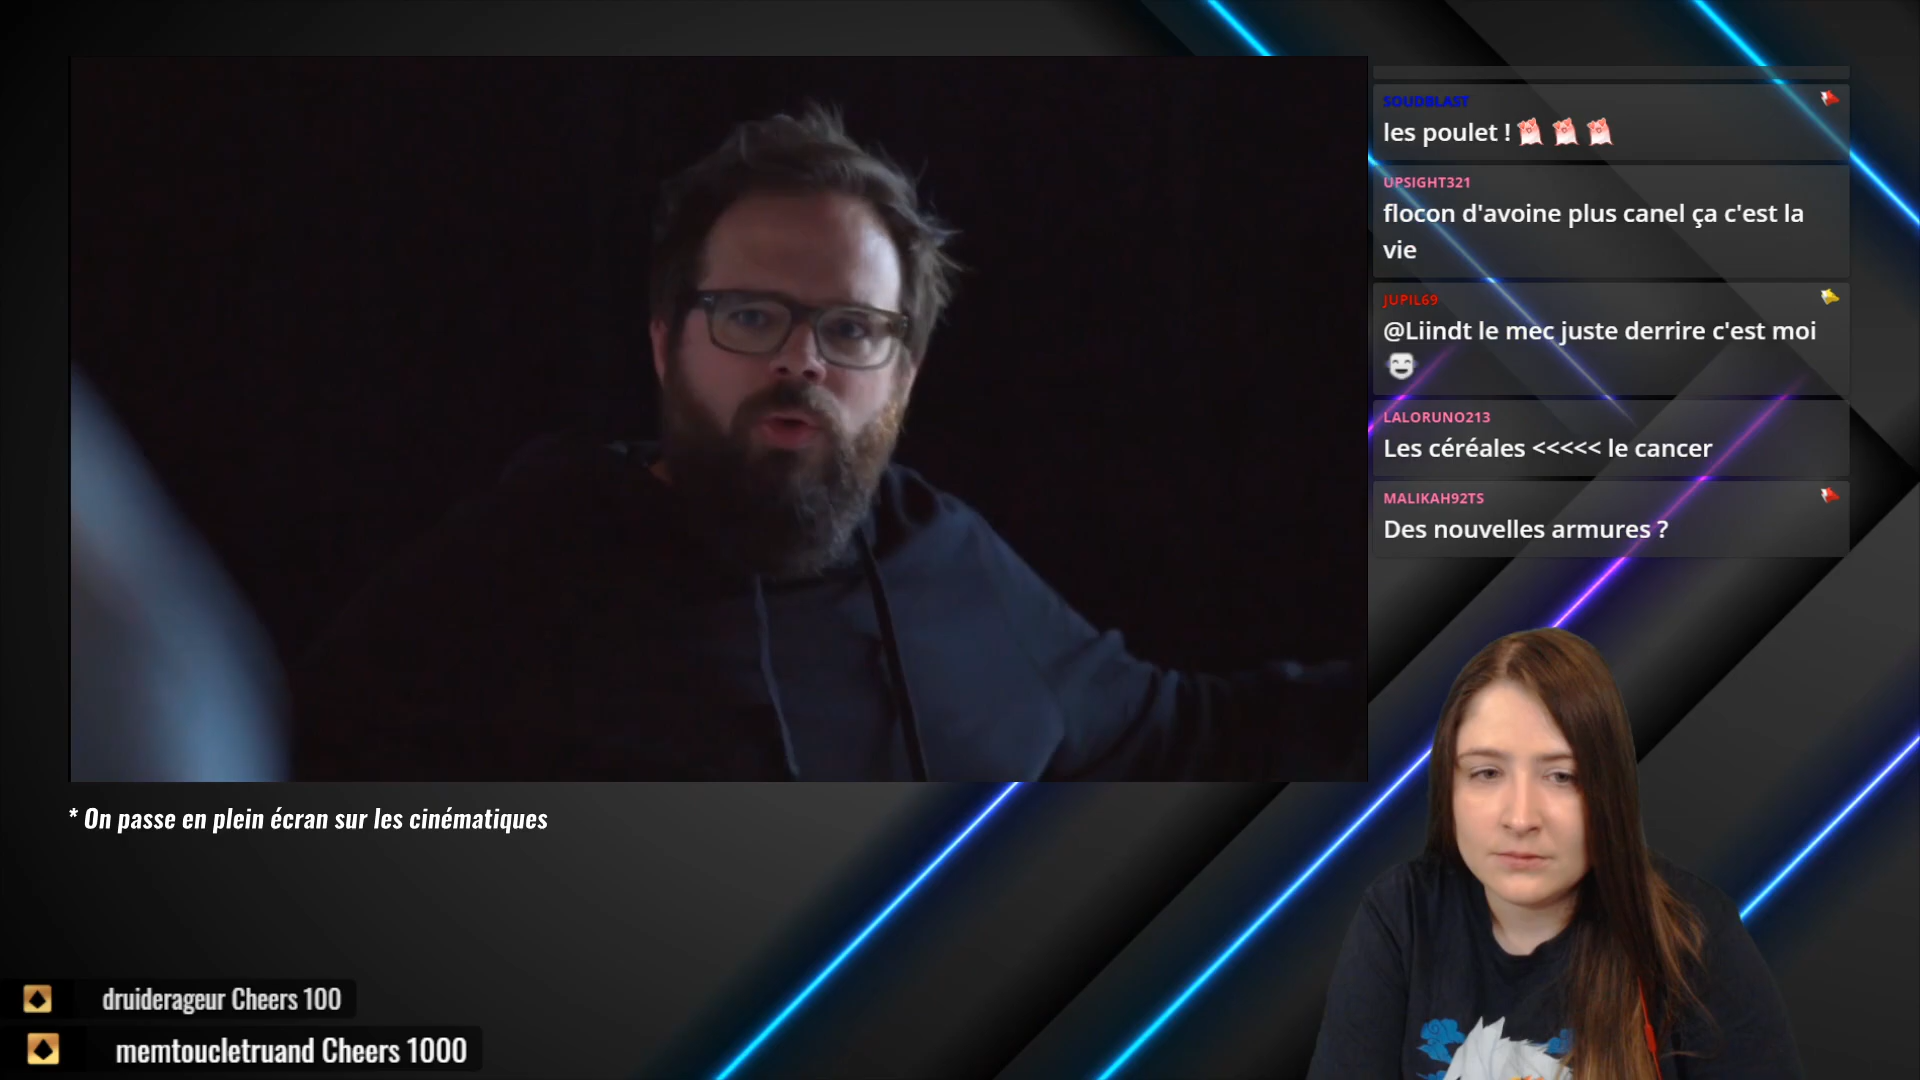 SOUDBLAST
les poulet !
UPSIGHT321
flocon d'avoine plus canel ça c'est la
vie
JUPIL69
@Liindt le mec juste derrire c'est moi
LALORUNO213
Les céréales <<<<< le cancer
MALIKAH92TS
Des nouvelles armures ?
* On passe en plein écran sur les cinématiques
druiderageur Cheers 100
memtoucletruand Cheers 1000